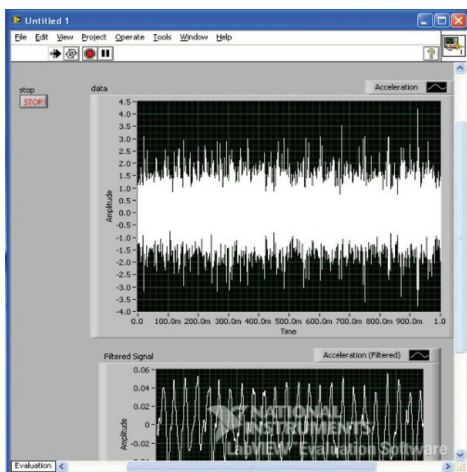 Untitled 1
File Edit View Project Operate Tools Window Help
?
stop
STOP
data
Acceleration
4.5
4.0
3.5
3.0
2.5
2.0
1.5
1.0
0.5
0.0
-0.5
-1.0
-1.5
-2.0
-2.5
-3.0
-3.5
-4.0
Amplitude
0.0 100.0m 200.0m 300.0m 400.0m 500.0m 600.0m 700.0m 800.0m 900.0m 1.0
Time
Filtered Signal
Acceleration (Filtered)
0.06
0.04
0.02
0
-0.02
-0.04
Amplitude
NATIONAL
INSTRUMENTS
LabVIEW Evaluation Software
Evaluation